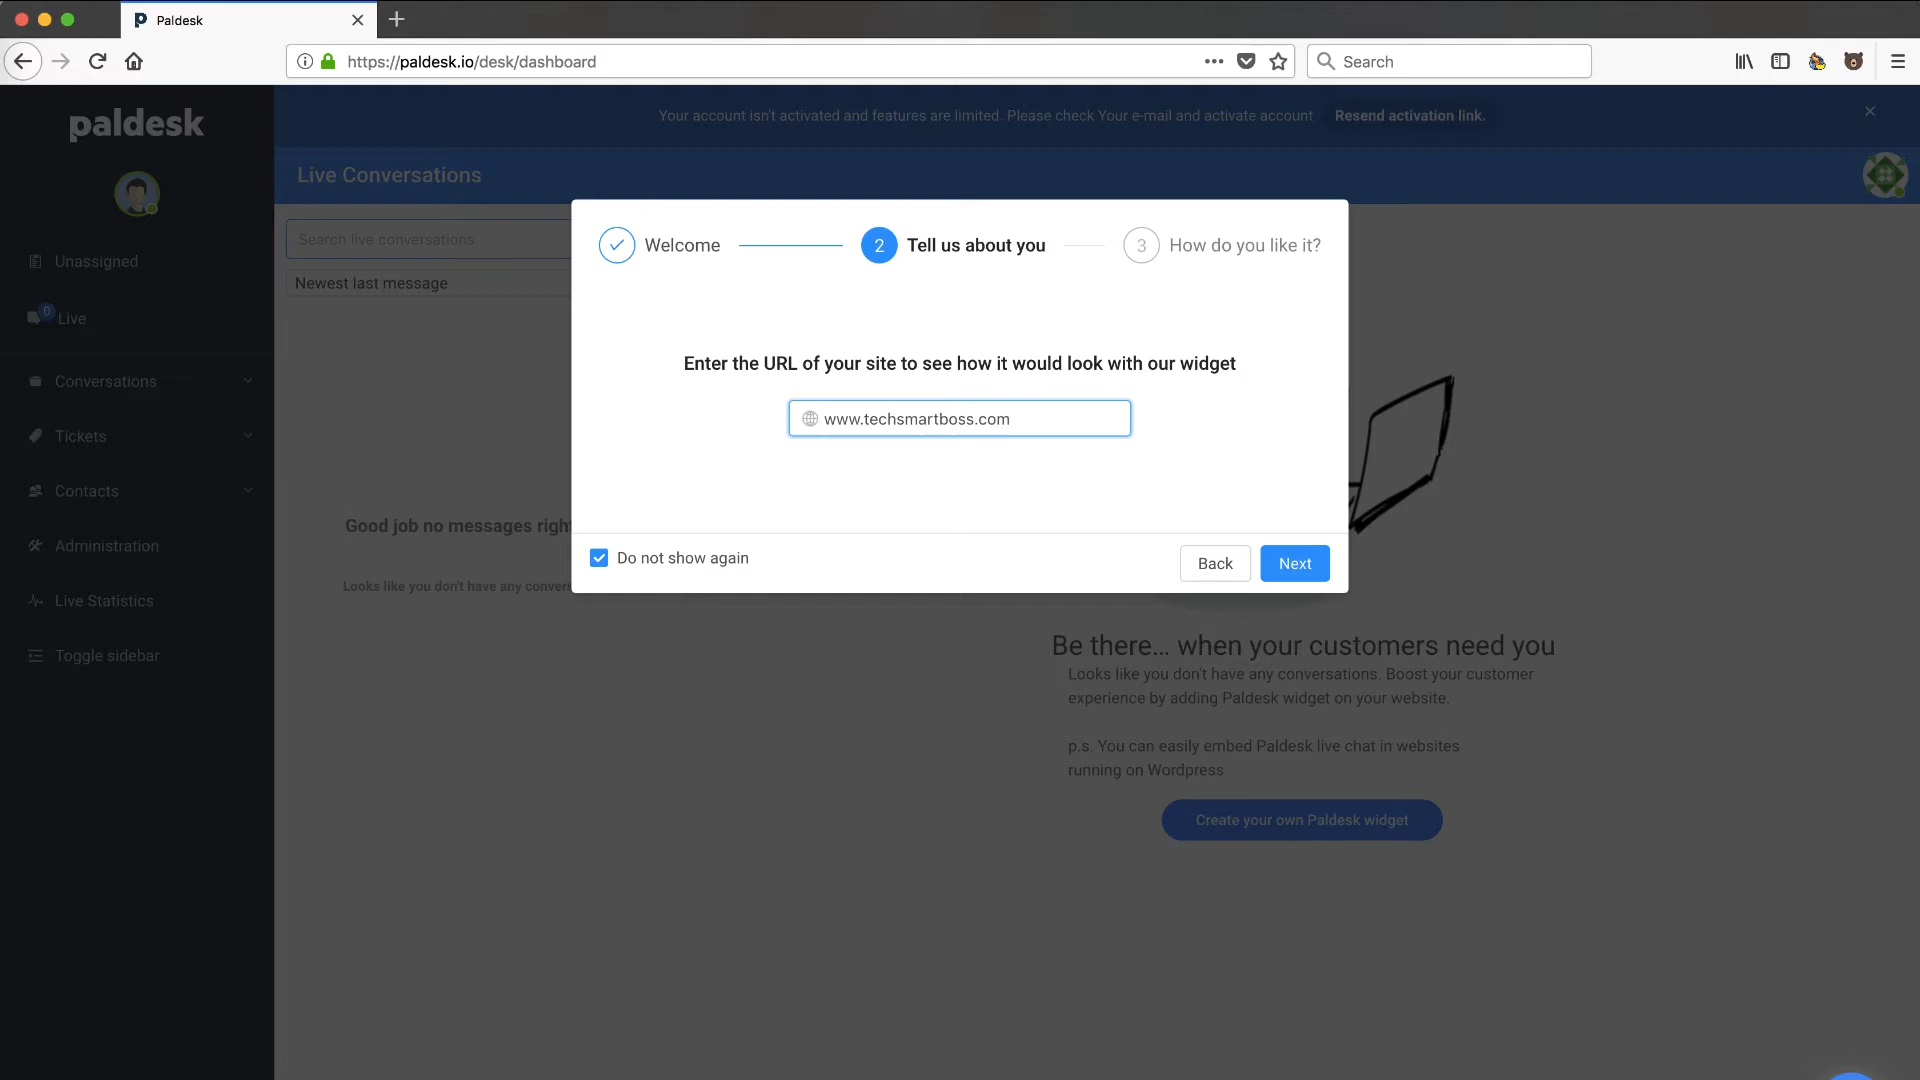 Paldesk
https://paldesk.io/desk/dashboard
Search
paldesk
Your account isn't activated and features are limited. Please check Your e-mail and activate account Resend activation link.
Live Conversations
Search live conversations
Newest last message
Unassigned
0
Live
Conversations
Tickets
Contacts
Administration
Live Statistics
Toggle sidebar
Welcome
2 Tell us about you
3 How do you like it?
Enter the URL of your site to see how it would look with our widget
www.techsmartboss.com
Do not show again
Back
Next
Good job no messages righ
Looks like you don't have any conver
Be there... when your customers need you
Looks like you don't have any conversations. Boost your customer
experience by adding Paldesk widget on your website.
p.s. You can easily embed Paldesk live chat in websites
running on Wordpress
Create your own Paldesk widget